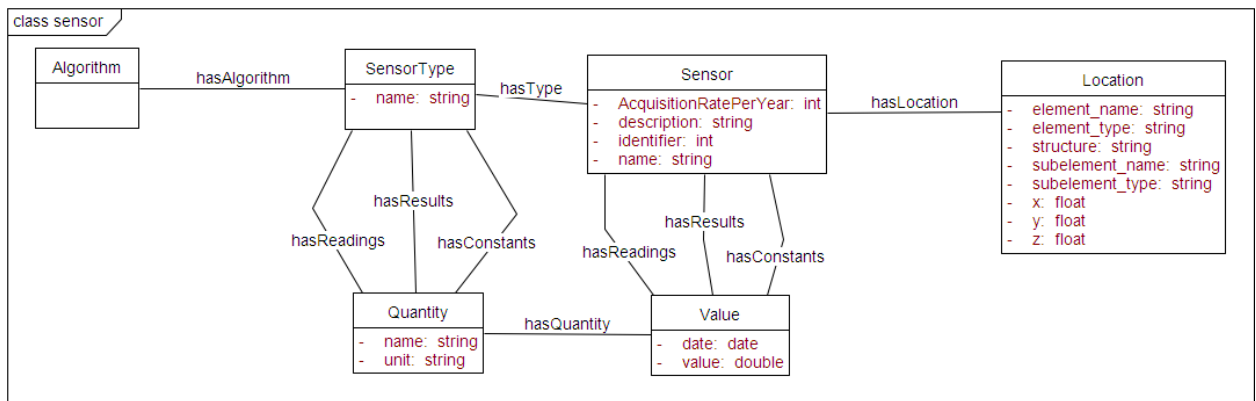 class sensor
Algorithm
hasAlgorithm
SensorType
- name: string
hasType
Sensor
- AcquisitionRatePerYear: int
- description: string
- identifier: int
- name: string
hasLocation
Location
- element_name: string
- element_type: string
- structure: string
- subelement_name: string
- subelement_type: string
- x: float
- y: float
- z: float
hasReadings
hasResults
hasConstants
hasReadings
hasResults
hasConstants
Quantity
- name: string
- unit: string
hasQuantity
Value
- date: date
- value: double